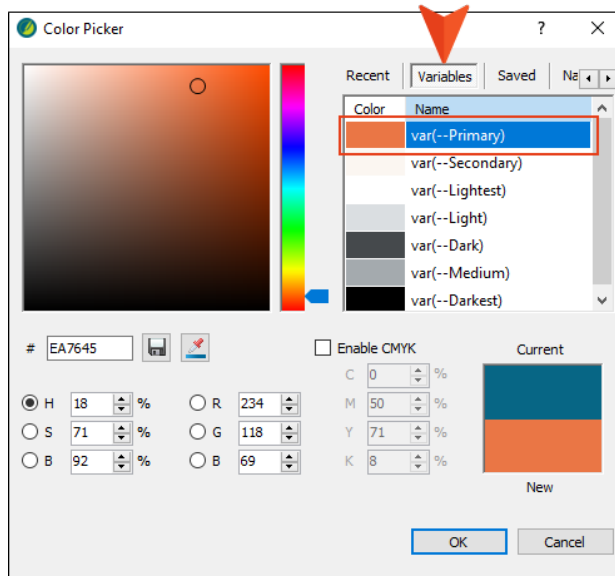 Color Picker ? ×
Recent Variables Saved Na
Color Name
var(--Primary)
var(--Secondary)
var(--Lightest)
var(--Light)
var(--Dark)
var(--Medium)
var(--Darkest)
# EA7645
Enable CMYK
C 0 %
M 50 %
Y 71 %
K 8 %
Current
New
H 18 % R 234
S 71 % G 118
B 92 % B 69
OK Cancel